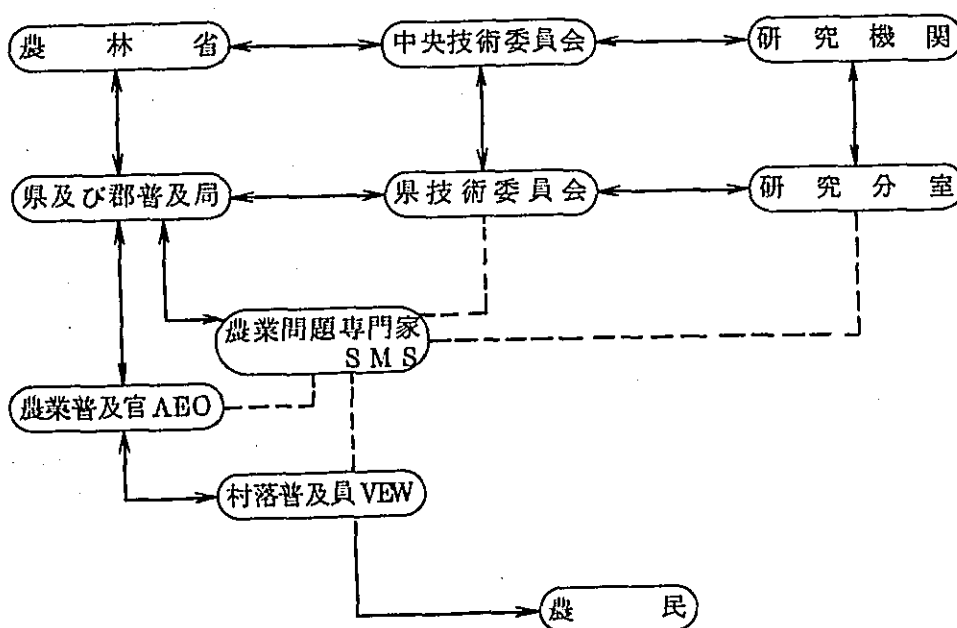 農林省
中央技術委員会
研究機関
県及び郡普及局
県技術委員会
研究分室
農業問題専門家
SMS
農業普及官AEO
村落普及員VEW
農民